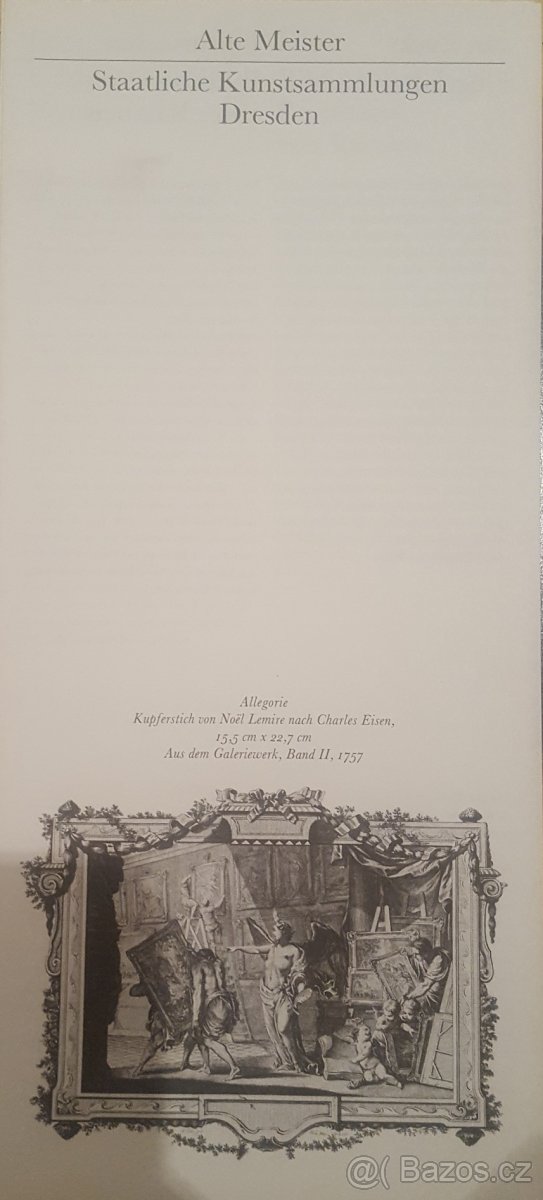 Alte Meister
Staatliche Kunstsammlungen
Dresden
Allegorie
Kupferstich von Noël Lemire nach Charles Eisen,
15,5 cm x 22,7 cm
Aus dem Galeriewerk, Band II, 1757
@( Bazos.cz